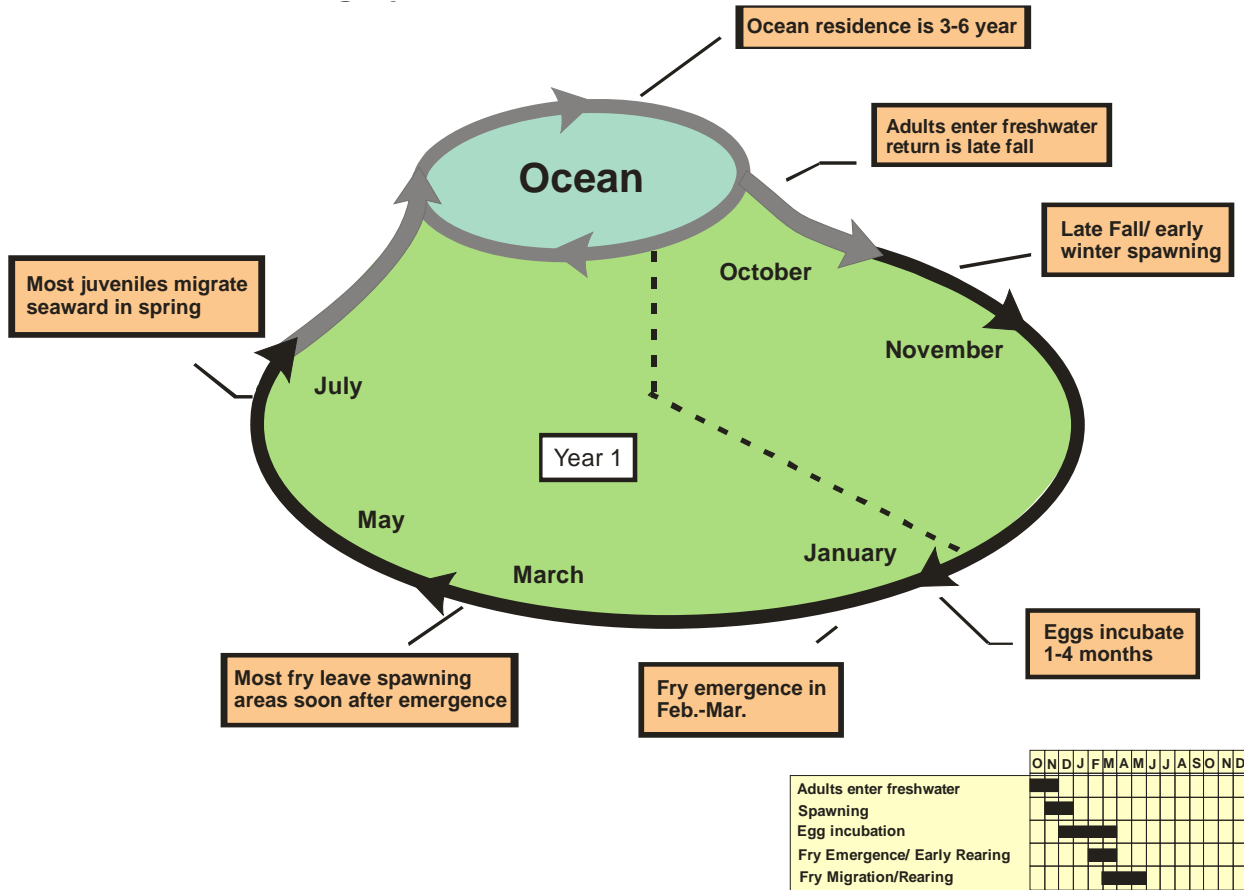 Ocean residence is 3-6 year
Adults enter freshwater
return is late fall
Ocean
Late Fall/ early
winter spawning
October
Most juveniles migrate
seaward in spring
November
July
Year 1
May
January
March
Eggs incubate
1-4 months
Most fry leave spawning
areas soon after emergence
Fry emergence in
Feb.-Mar.
O N D J F M A M J J A S O N D
Adults enter freshwater
Spawning
Egg incubation
Fry Emergence/ Early Rearing
Fry Migration/Rearing